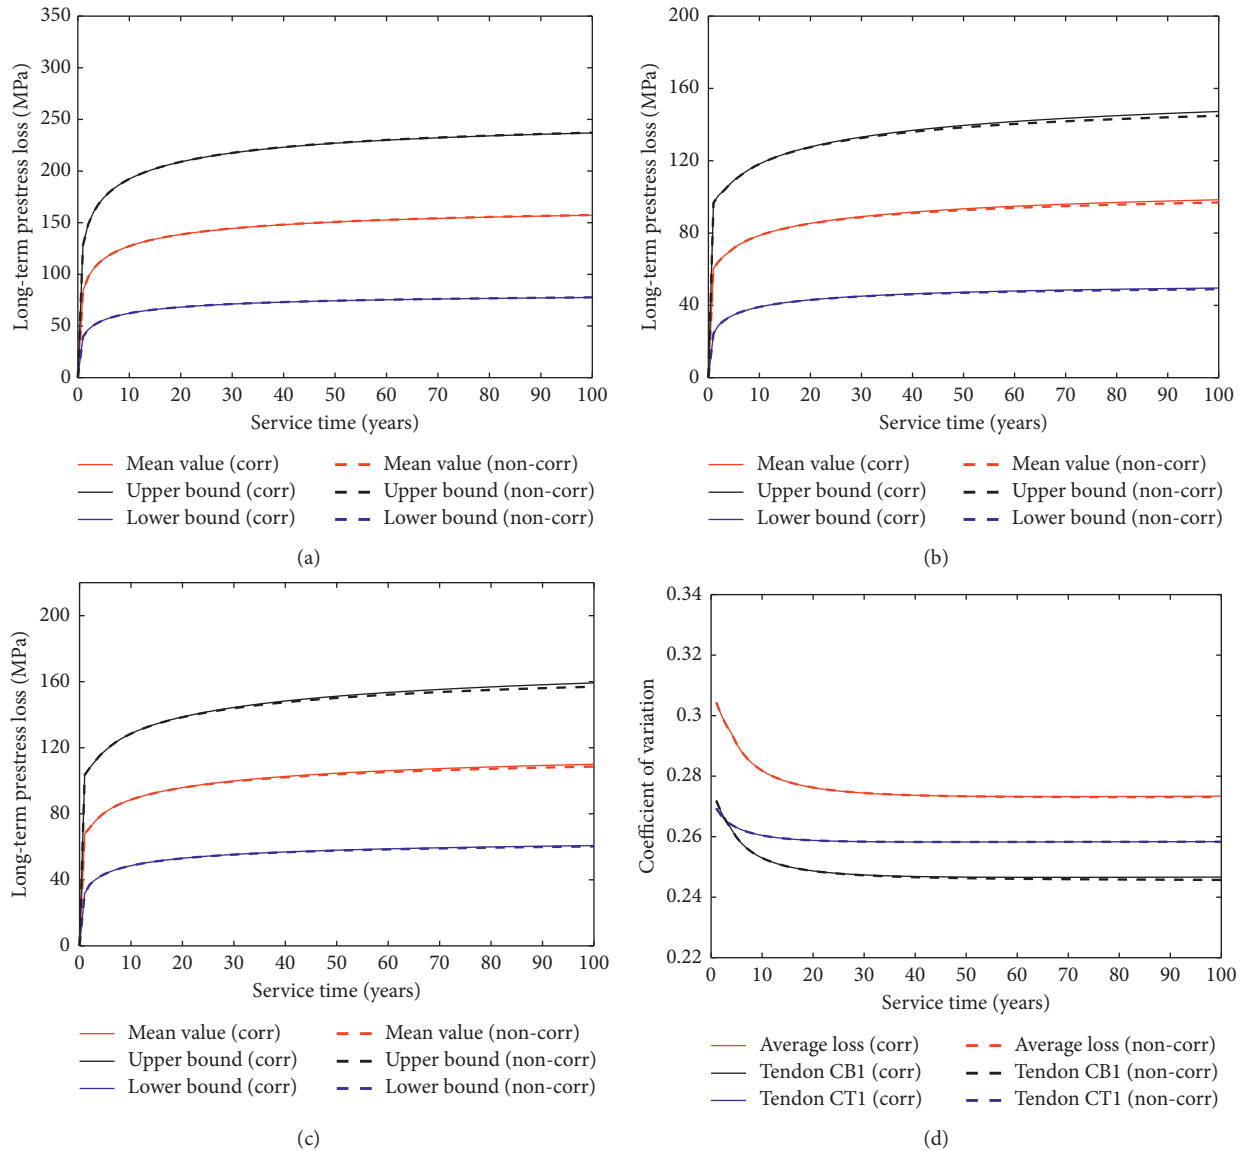 350
300
250
200
150
100
50
0
Long-term prestress loss (MPa)
0 10 20 30 40 50 60 70 80 90 100
Service time (years)
Mean value (corr)
Mean value (non-corr)
Upper bound (corr)
Upper bound (non-corr)
Lower bound (corr)
Lower bound (non-corr)
(a)
200
160
120
80
40
0
Long-term prestress loss (MPa)
0 10 20 30 40 50 60 70 80 90 100
Service time (years)
Mean value (corr)
Mean value (non-corr)
Upper bound (corr)
Upper bound (non-corr)
Lower bound (corr)
Lower bound (non-corr)
(b)
200
160
120
80
40
0
Long-term prestress loss (MPa)
0 10 20 30 40 50 60 70 80 90 100
Service time (years)
Mean value (corr)
Mean value (non-corr)
Upper bound (corr)
Upper bound (non-corr)
Lower bound (corr)
Lower bound (non-corr)
(c)
0.34
0.32
0.3
0.28
0.26
0.24
0.22
Coefficient of variation
0 10 20 30 40 50 60 70 80 90 100
Service time (years)
Average loss (corr)
Average loss (non-corr)
Tendon CB1 (corr)
Tendon CB1 (non-corr)
Tendon CT1 (corr)
Tendon CT1 (non-corr)
(d)